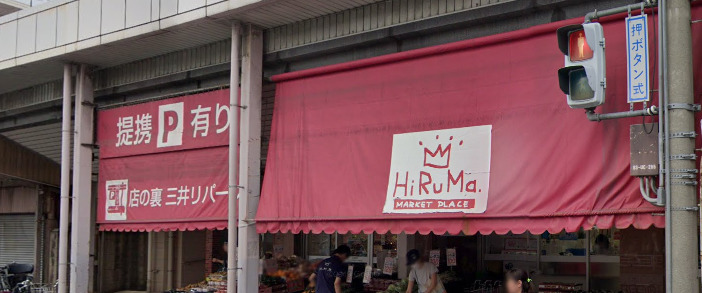 提携 P 有り
店の裏 三井リパー
HiRuMa.
MARKET PLACE
押ボタン式